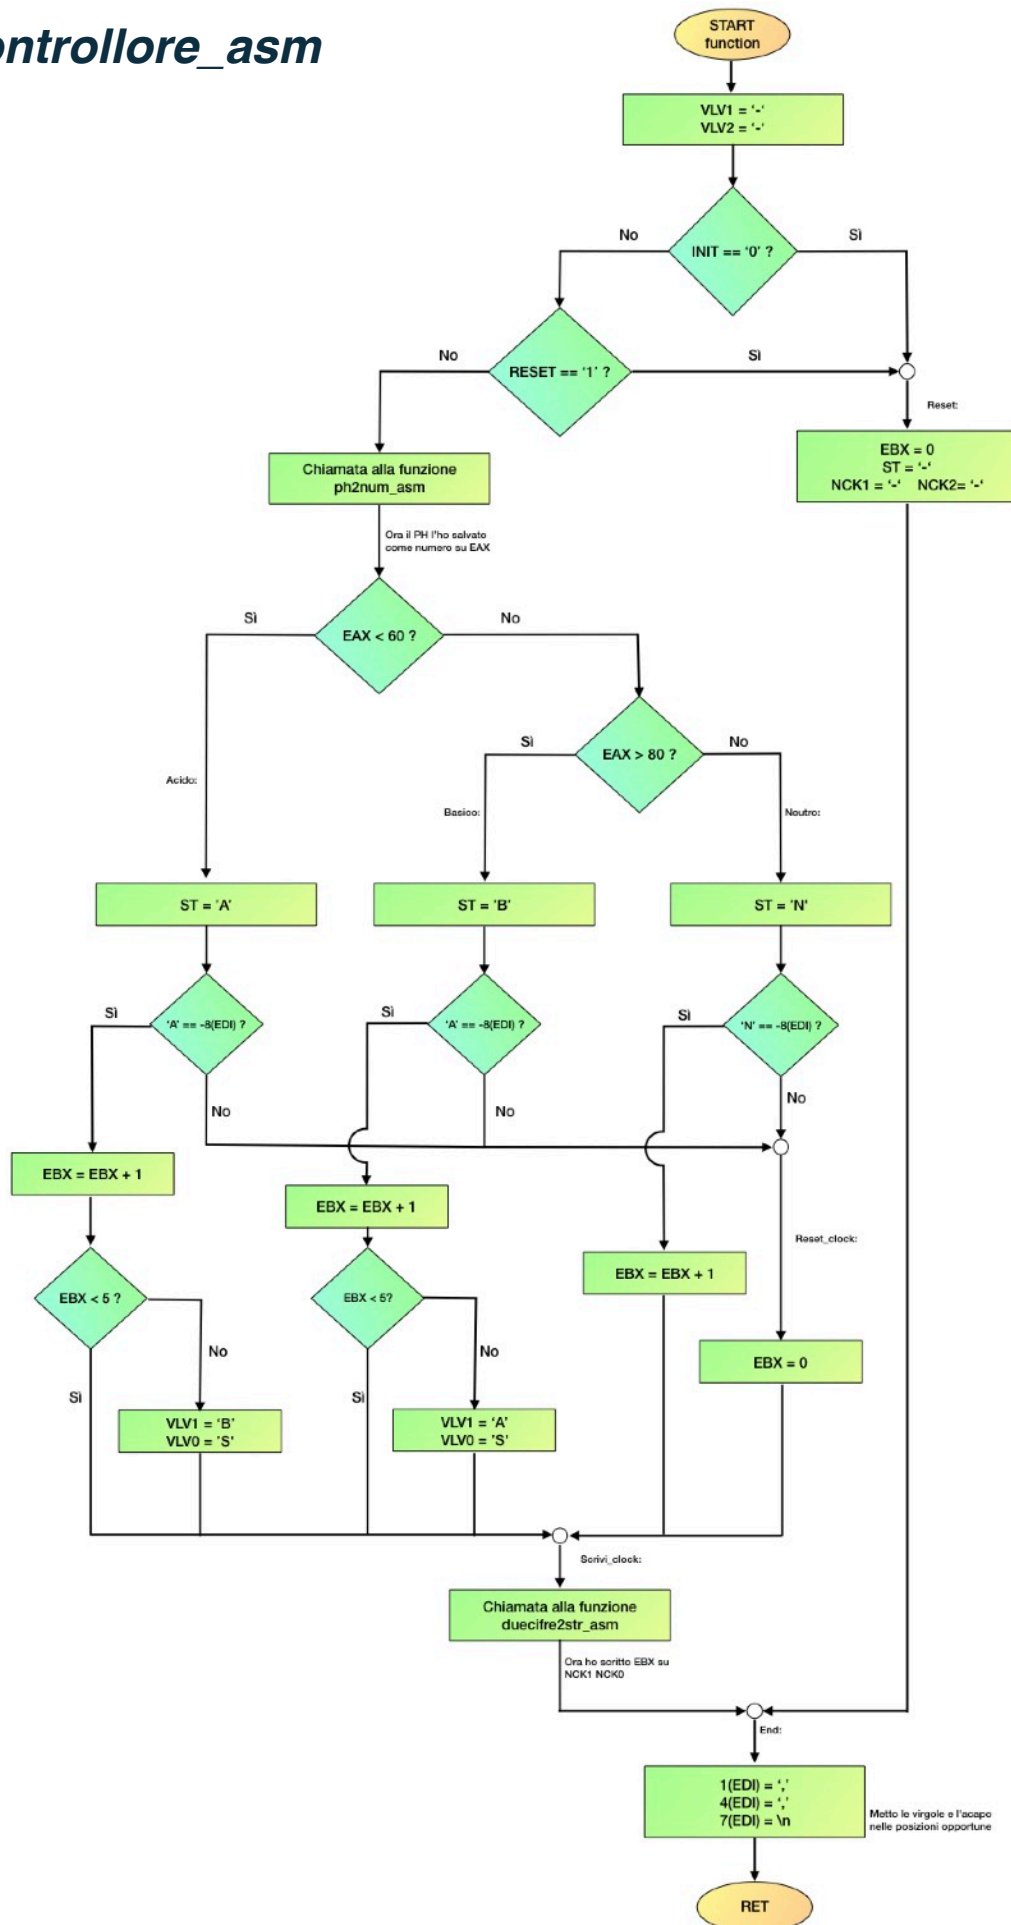 ontrollore_asm
START
function
VLV1 = ‘-‘
VLV2 = ‘-‘
No
INIT == ‘0’ ?
Sì
No
RESET == ‘1’ ?
Sì
Reset:
EBX = 0
ST = ‘-‘
NCK1 = ‘-‘ NCK2= ‘-‘
Chiamata alla funzione
ph2num_asm
Ora il PH l'ho salvato
come numero su EAX
Sì
EAX < 60 ?
No
Sì
EAX > 80 ?
No
Acido:
Basico:
Neutro:
ST = 'A'
ST = 'B'
ST = 'N'
Sì
‘A’ == -8(EDI) ?
Sì
‘A’ == -8(EDI) ?
Sì
‘N’ == -8(EDI) ?
No
No
No
EBX = EBX + 1
EBX = EBX + 1
Reset_clock:
EBX = EBX + 1
EBX < 5 ?
EBX < 5?
No
No
EBX = 0
Sì
Sì
VLV1 = ‘B’
VLV0 = ’S’
VLV1 = ‘A’
VLV0 = ’S’
Scrivi_clock:
Chiamata alla funzione
duecifre2str_asm
Ora ho scritto EBX su
NCK1 NCK0
End:
1(EDI) = ‘,’
4(EDI) = ‘,’
7(EDI) = \n
Metto le virgole e l'acapo
nelle posizioni opportune
RET